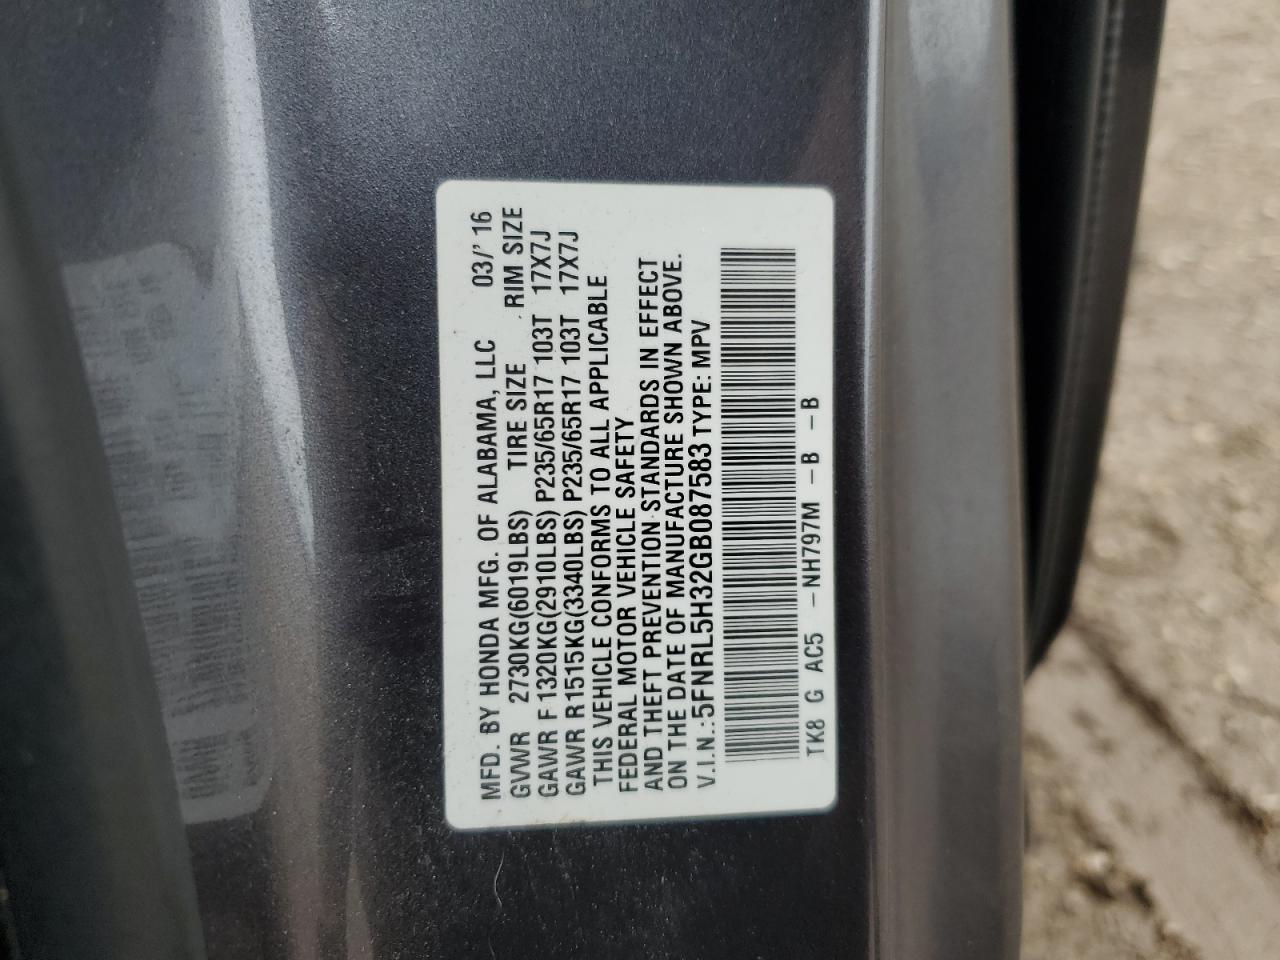 MFD. BY HONDA MFG. OF ALABAMA, LLC 03/'16
GVWR 2730KG(6019LBS) TIRE SIZE RIM SIZE
GAWR F 1320KG(2910LBS) P235/65R17 103T 17X7J
GAWR R 1515KG(3340LBS) P235/65R17 103T 17X7J
THIS VEHICLE CONFORMS TO ALL APPLICABLE
FEDERAL MOTOR VEHICLE SAFETY
AND THEFT PREVENTION STANDARDS IN EFFECT
ON THE DATE OF MANUFACTURE SHOWN ABOVE.
V.I.N.:5FNRL5H32GB087583 TYPE: MPV
TK8 G AC5 -NH797M -B -B